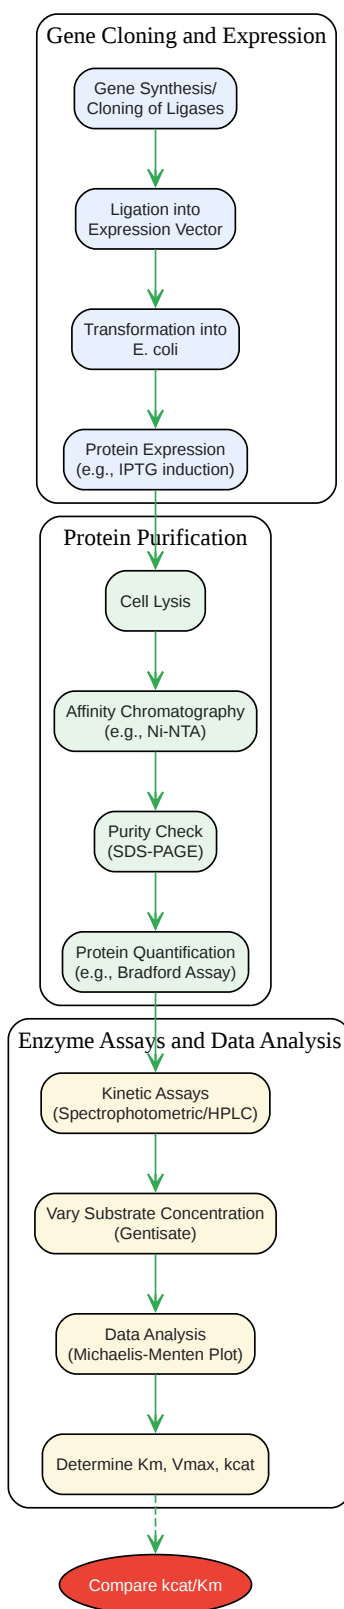 Gene Cloning and Expression
Gene Synthesis/
Cloning of Ligases
Ligation into
Expression Vector
Transformation into
E. coli
Protein Expression
(e.g., IPTG induction)
Protein Purification
Cell Lysis
Affinity Chromatography
(e.g., Ni-NTA)
Purity Check
(SDS-PAGE)
Protein Quantification
(e.g., Bradford Assay)
Enzyme Assays and Data Analysis
Kinetic Assays
(Spectrophotometric/HPLC)
Vary Substrate Concentration
(Gentisate)
Data Analysis
(Michaelis-Menten Plot)
Determine Km, Vmax, kcat
Compare kcat/Km